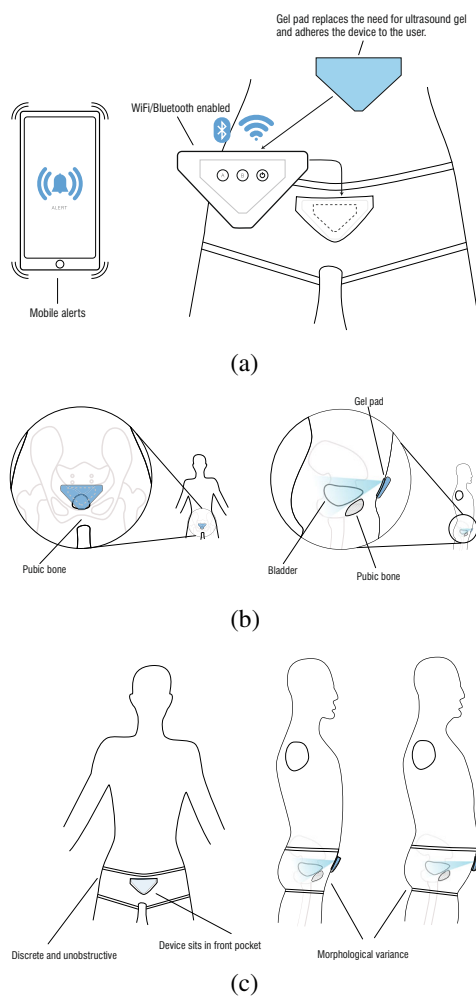 Gel pad replaces the need for ultrasound gel
and adheres the device to the user.
WiFi/Bluetooth enabled
A
B
ALERT
Mobile alerts
(a)
Gel pad
Pubic bone
Bladder
Pubic bone
(b)
Discrete and unobstructive
Device sits in front pocket
Morphological variance
(c)